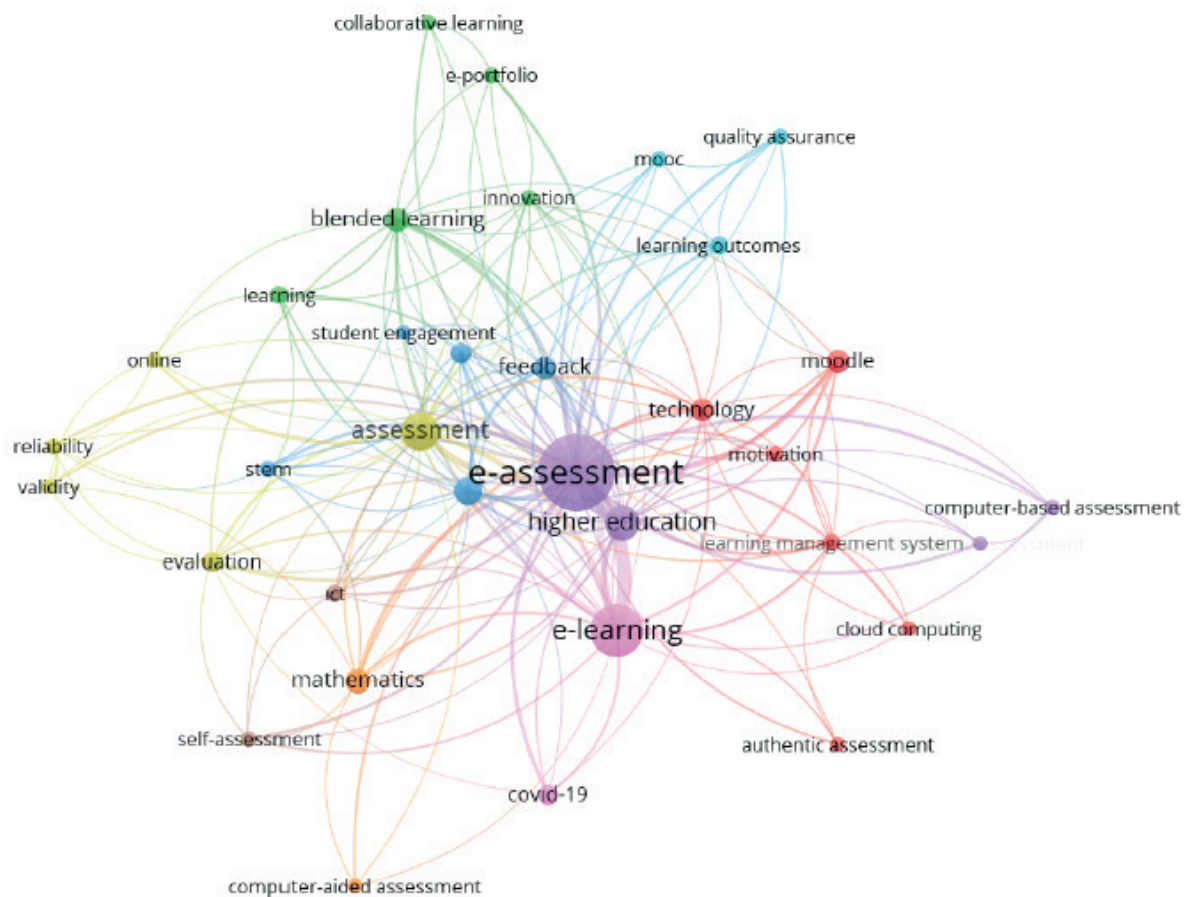 collaborative learning
e-portfolio
quality assurance
mooc
innovation
blended learning
learning outcomes
learning
student engagement
online
feedback
moodle
technology
assessment
reliability
motivation
stem
e-assessment
validity
computer-based assessment
higher education
learning management system
assessment
evaluation
ict
e-learning
cloud computing
mathematics
self-assessment
authentic assessment
covid-19
computer-aided assessment